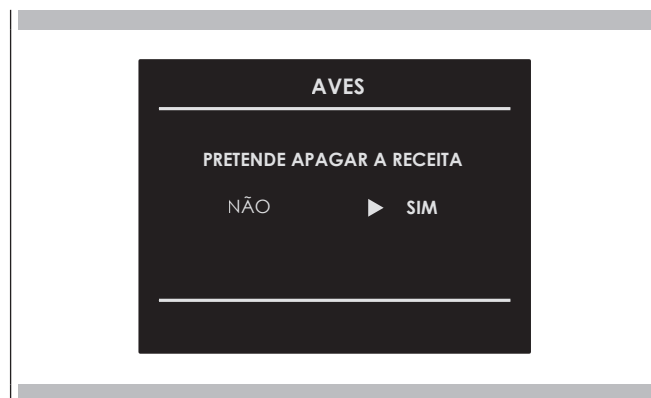 AVES
PRETENDE APAGAR A RECEITA
NÃO ▶ SIM